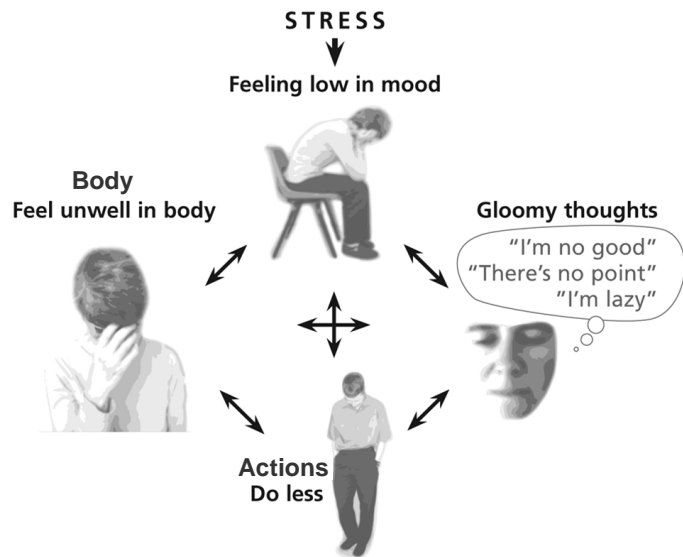 STRESS
Feeling low in mood
Body
Feel unwell in body
Gloomy thoughts
"I'm no good"
"There's no point"
"I'm lazy"
Actions
Do less